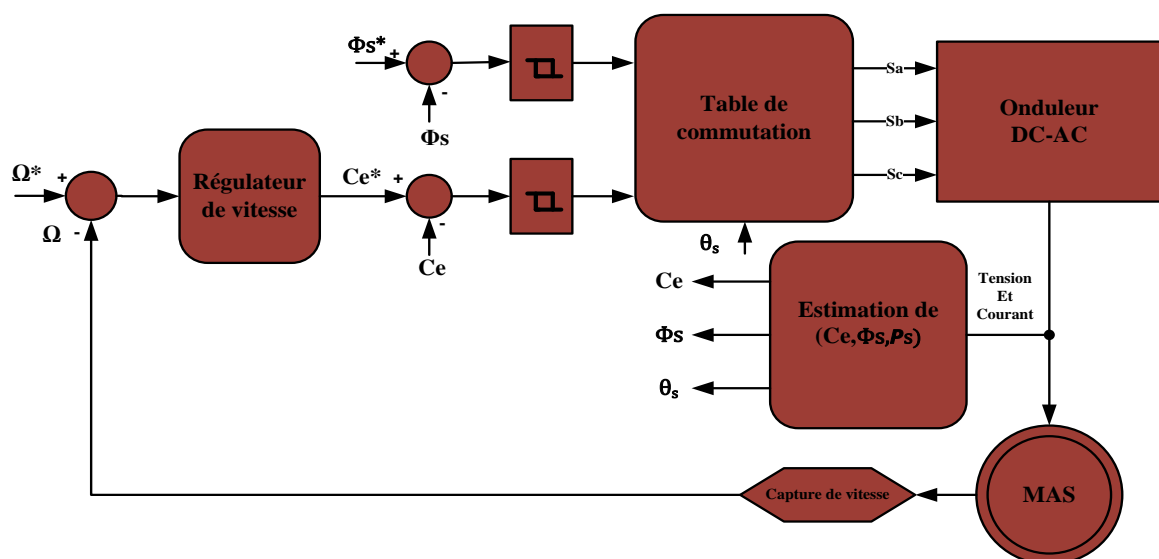 Φs*
+
-
Φs
Table de
commutation
Sa
Sb
Sc
Onduleur
DC-AC
Ω*
+
-
Ω
Régulateur
de vitesse
Ce*
+
-
Ce
θs
Ce
Φs
θs
Estimation de
(Ce,Φs,Ps)
Tension
Et
Courant
Capture de vitesse
MAS